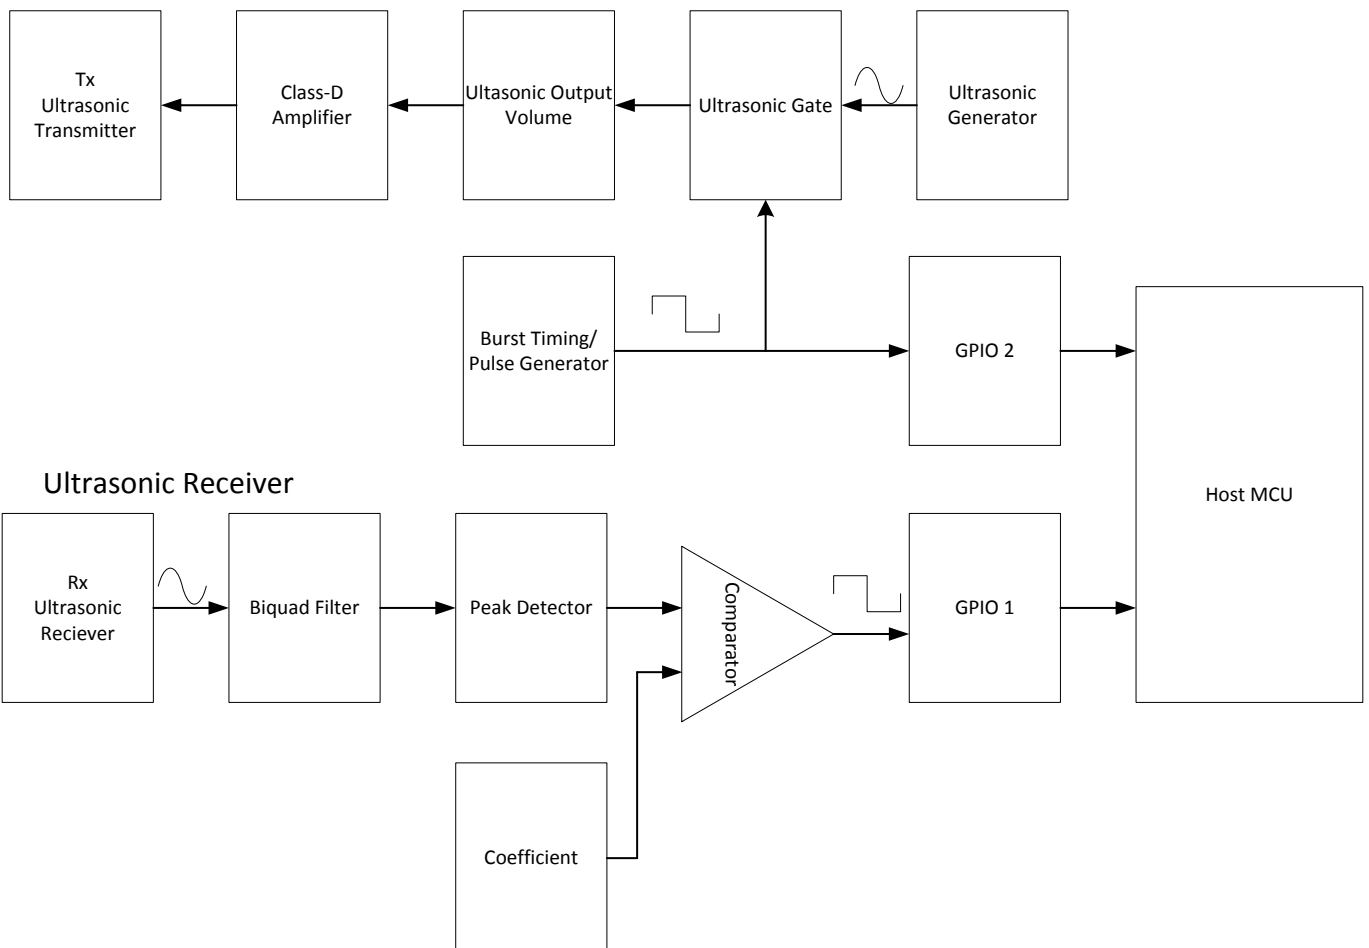 Tx
Ultrasonic
Transmitter
Class-D
Amplifier
Ultasonic Output
Volume
Ultrasonic Gate
Ultrasonic
Generator
Burst Timing/
Pulse Generator
GPIO 2
Host MCU
Ultrasonic Receiver
Rx
Ultrasonic
Reciever
Biquad Filter
Peak Detector
Comparator
GPIO 1
Coefficient